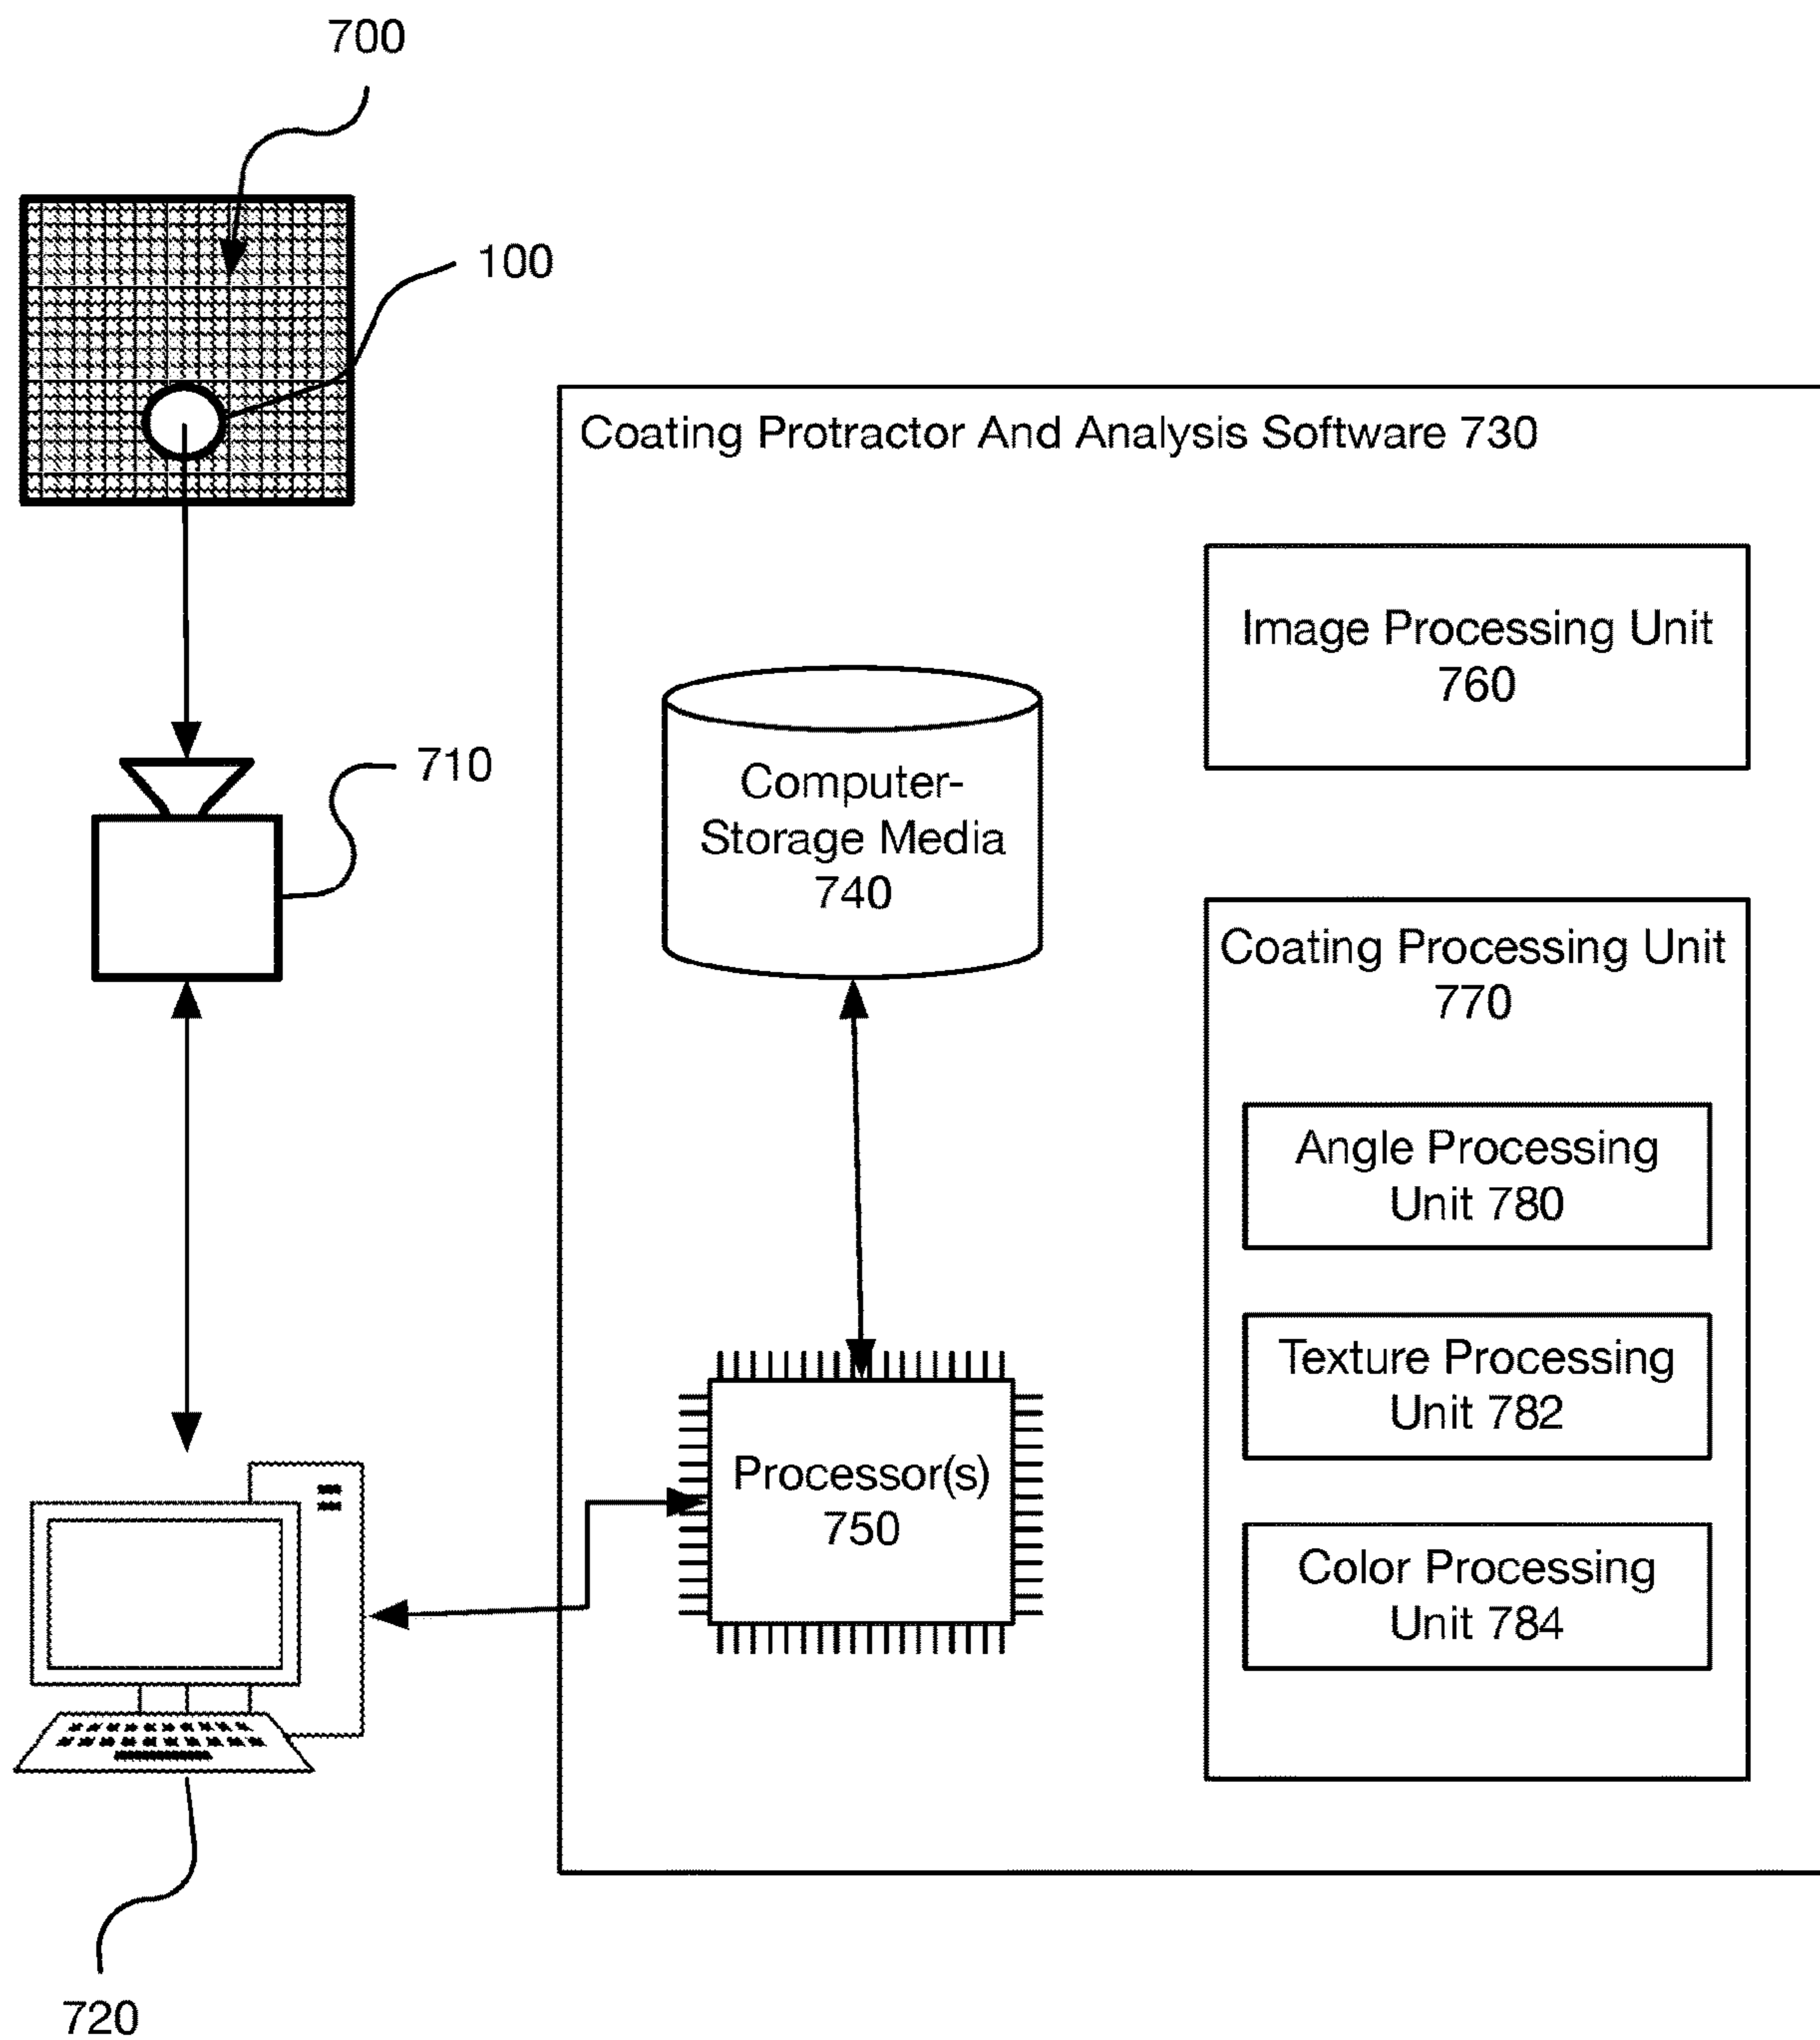 700
100
Coating Protractor And Analysis Software 730
Image Processing Unit
760
710
Computer-
Storage Media
740
Coating Processing Unit
770
Angle Processing
Unit 780
Texture Processing
Unit 782
Processor(s)
750
Color Processing
Unit 784
720